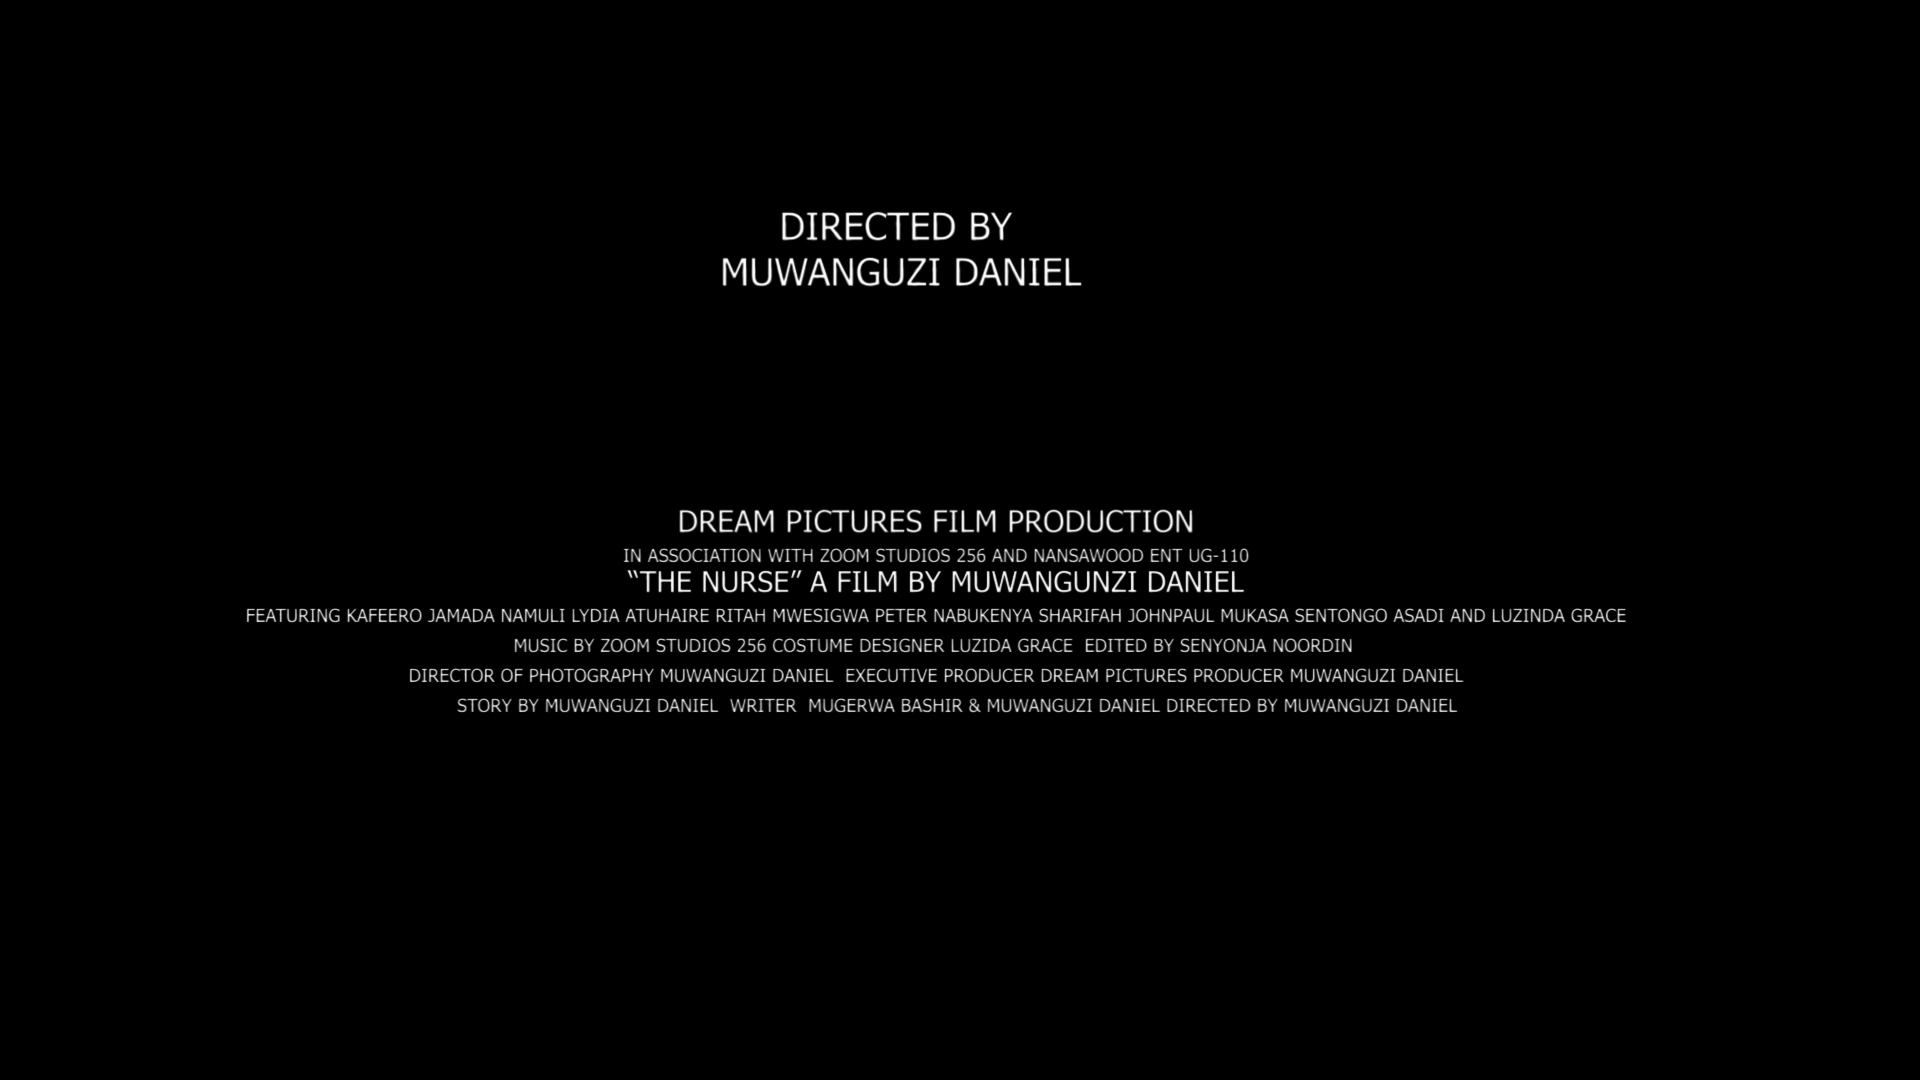 DIRECTED BY
MUWANGUZI DANIEL
DREAM PICTURES FILM PRODUCTION
IN ASSOCIATION WITH ZOOM STUDIOS 256 AND NANSAWOOD ENT UG-110
“THE NURSE” A FILM BY MUWANGUNZI DANIEL
FEATURING KAFEERO JAMADA NAMULI LYDIA ATUHAIRE RITAH MWESIGWA PETER NABUKENYA SHARIFAH JOHNPAUL MUKASA SENTONGO ASADI AND LUZINDA GRACE
MUSIC BY ZOOM STUDIOS 256 COSTUME DESIGNER LUZIDA GRACE  EDITED BY SENYONJA NOORDIN
DIRECTOR OF PHOTOGRAPHY MUWANGUZI DANIEL  EXECUTIVE PRODUCER DREAM PICTURES PRODUCER MUWANGUZI DANIEL
STORY BY MUWANGUZI DANIEL  WRITER  MUGERWA BASHIR & MUWANGUZI DANIEL DIRECTED BY MUWANGUZI DANIEL